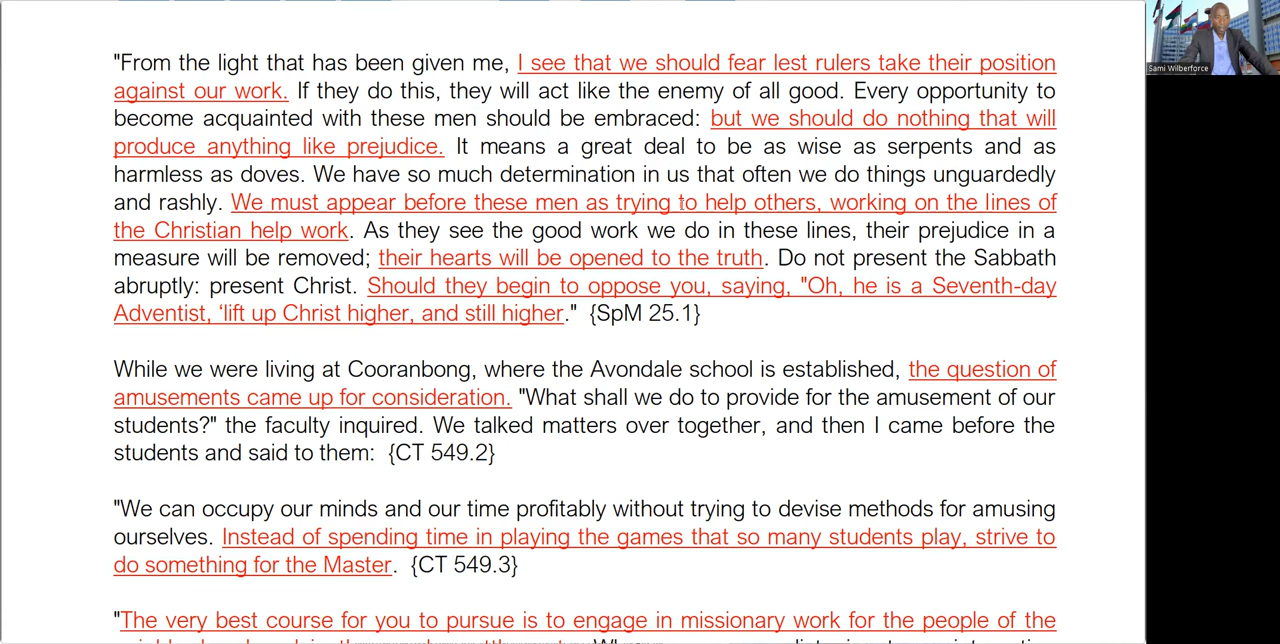 "From the light that has been given me, I see that we should fear lest rulers take their position
against our work. If they do this, they will act like the enemy of all good. Every opportunity to
become acquainted with these men should be embraced: but we should do nothing that will
produce anything like prejudice. It means a great deal to be as wise as serpents and as
harmless as doves. We have so much determination in us that often we do things unguardedly
and rashly. We must appear before these men as trying to help others, working on the lines of
the Christian help work. As they see the good work we do in these lines, their prejudice in a
measure will be removed; their hearts will be opened to the truth. Do not present the Sabbath
abruptly: present Christ. Should they begin to oppose you, saying, "Oh, he is a Seventh-day
Adventist, ‘lift up Christ higher, and still higher." {SpM 25.1}
While we were living at Cooranbong, where the Avondale school is established, the question of
amusements came up for consideration. "What shall we do to provide for the amusement of our
students?" the faculty inquired. We talked matters over together, and then I came before the
students and said to them: {CT 549.2}
"We can occupy our minds and our time profitably without trying to devise methods for amusing
ourselves. Instead of spending time in playing the games that so many students play, strive to
do something for the Master. {CT 549.3}
"The very best course for you to pursue is to engage in missionary work for the people of the
Sami Wilberforce